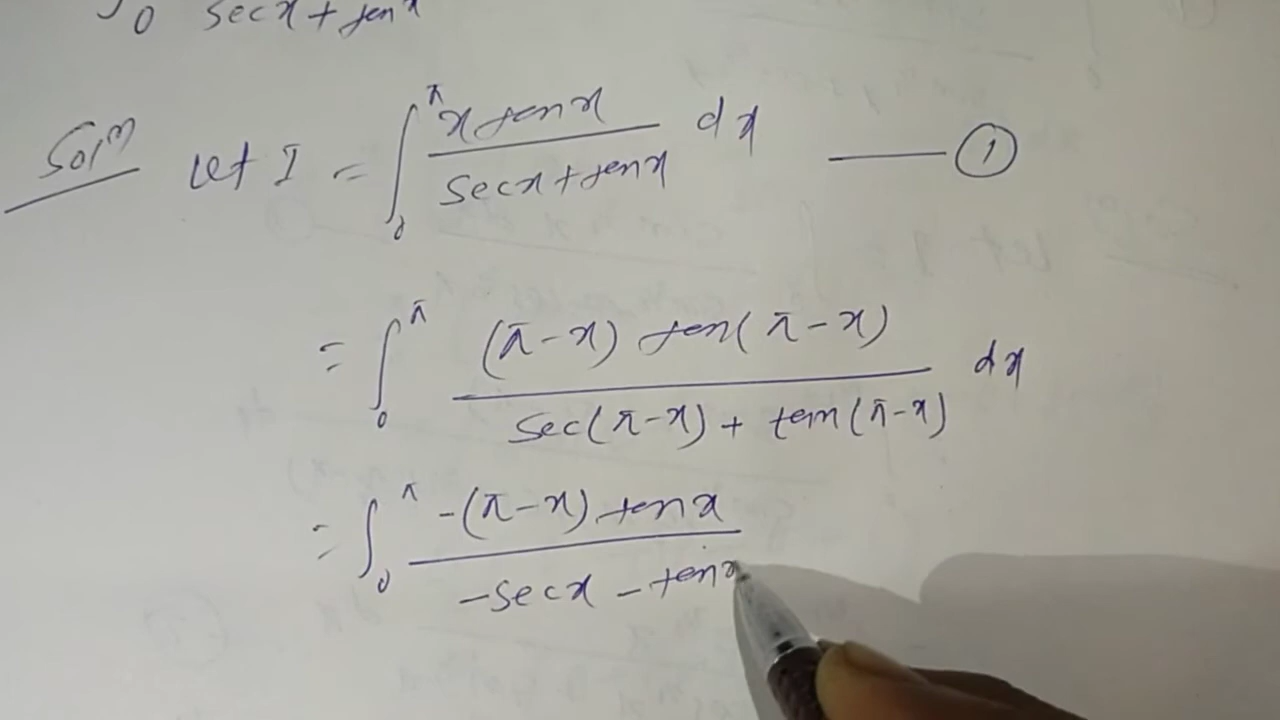 ∫0 secx + tanx
Solⁿ let I = ∫₀^π x tanx / secx + tanx dx —— ①
= ∫₀^π (π-x) tan(π-x) / sec(π-x) + tan(π-x) dx
= ∫₀^π -(π-x) tanx / -secx - tanx